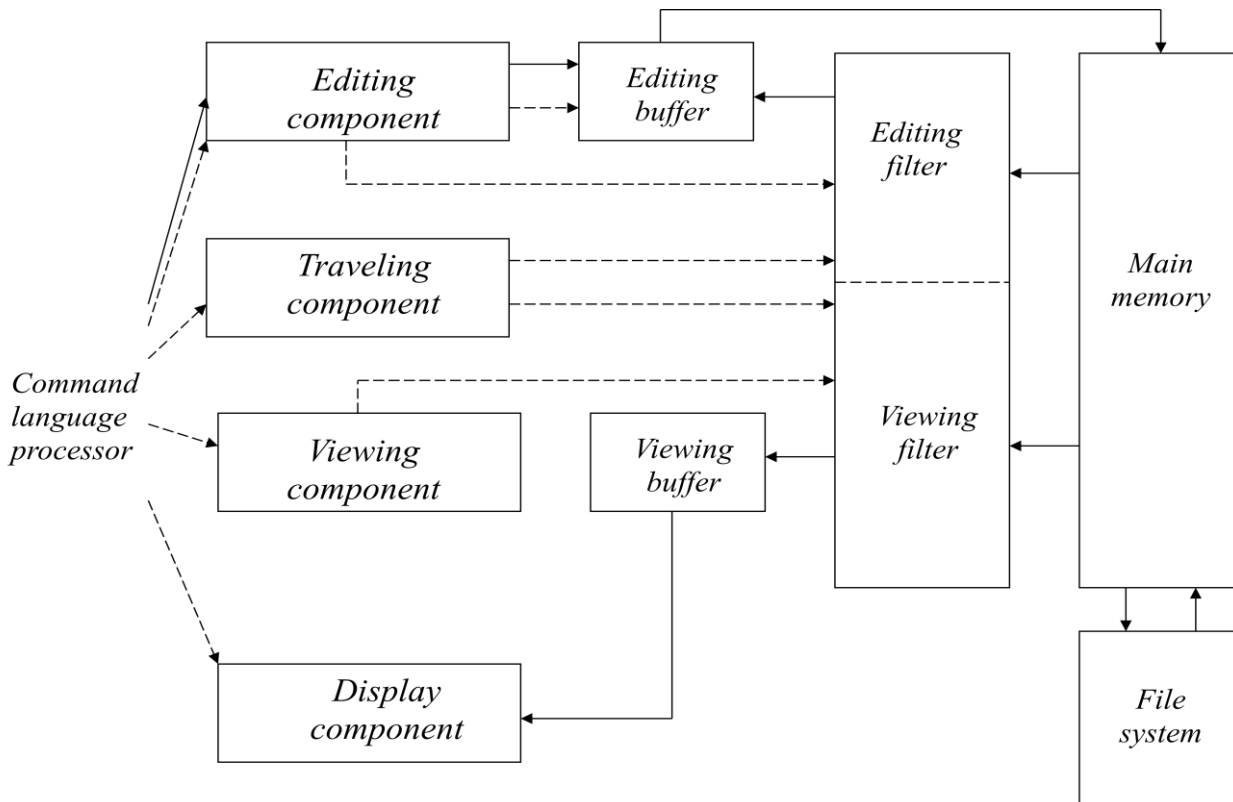 Editing
component
Editing
buffer
Editing
filter
Traveling
component
Main
memory
Command
language
processor
Viewing
component
Viewing
buffer
Viewing
filter
Display
component
File
system